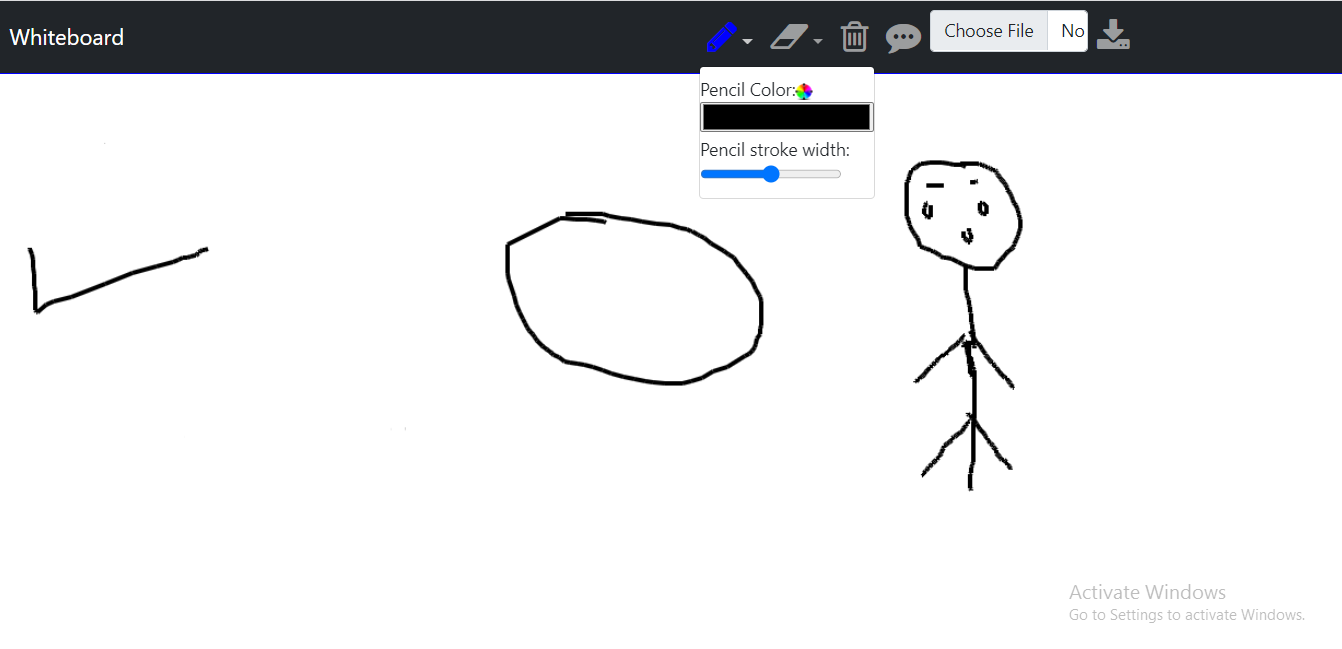 Whiteboard
Choose File No
Pencil Color:
Pencil stroke width:
Activate Windows
Go to Settings to activate Windows.